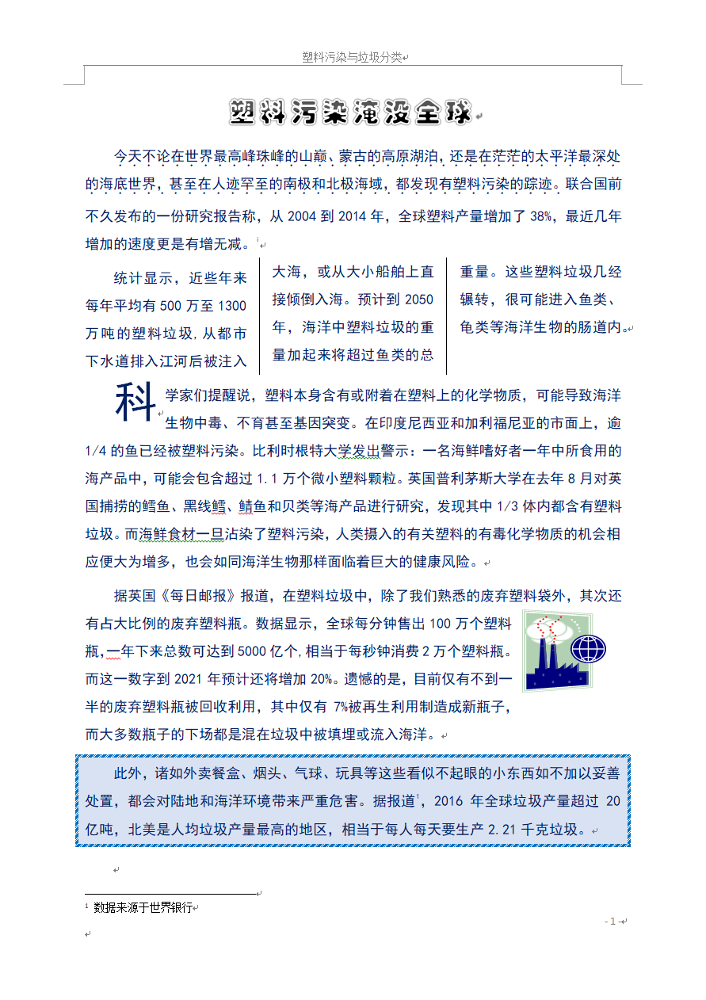 塑料污染与垃圾分类
塑料污染淹没全球
今天不论在世界最高峰珠峰的山巅、蒙古的高原湖泊，还是在茫茫的太平洋最深处
的海底世界，甚至在人迹罕至的南极和北极海域，都发现有塑料污染的踪迹。联合国前
不久发布的一份研究报告称，从 2004 到 2014 年，全球塑料产量增加了 38%，最近几年
增加的速度更是有增无减。i
统计显示，近些年来
每年平均有 500 万至 1300
万吨的塑料垃圾,从都市
下水道排入江河后被注入
大海，或从大小船舶上直
接倾倒入海。预计到 2050
年，海洋中塑料垃圾的重
量加起来将超过鱼类的总
重量。这些塑料垃圾几经
辗转，很可能进入鱼类、
龟类等海洋生物的肠道内。
科学家们提醒说，塑料本身含有或附着在塑料上的化学物质，可能导致海洋
生物中毒、不育甚至基因突变。在印度尼西亚和加利福尼亚的市面上，逾
1/4 的鱼已经被塑料污染。比利时根特大学发出警示：一名海鲜嗜好者一年中所食用的
海产品中，可能会包含超过 1.1 万个微小塑料颗粒。英国普利茅斯大学在去年 8 月对英
国捕捞的鳕鱼、黑线鳕、鲭鱼和贝类等海产品进行研究，发现其中 1/3 体内都含有塑料
垃圾。而海鲜食材一旦沾染了塑料污染，人类摄入的有关塑料的有毒化学物质的机会相
应便大为增多，也会如同海洋生物那样面临着巨大的健康风险。
据英国《每日邮报》报道，在塑料垃圾中，除了我们熟悉的废弃塑料袋外，其次还
有占大比例的废弃塑料瓶。数据显示，全球每分钟售出 100 万个塑料
瓶，一年下来总数可达到 5000 亿个,相当于每秒钟消费 2 万个塑料瓶。
而这一数字到 2021 年预计还将增加 20%。遗憾的是，目前仅有不到一
半的废弃塑料瓶被回收利用，其中仅有 7%被再生利用制造成新瓶子，
而大多数瓶子的下场都是混在垃圾中被填埋或流入海洋。
此外，诸如外卖餐盒、烟头、气球、玩具等这些看似不起眼的小东西如不加以妥善
处置，都会对陆地和海洋环境带来严重危害。据报道1，2016 年全球垃圾产量超过 20
亿吨，北美是人均垃圾产量最高的地区，相当于每人每天要生产 2.21 千克垃圾。
1 数据来源于世界银行
- 1 -